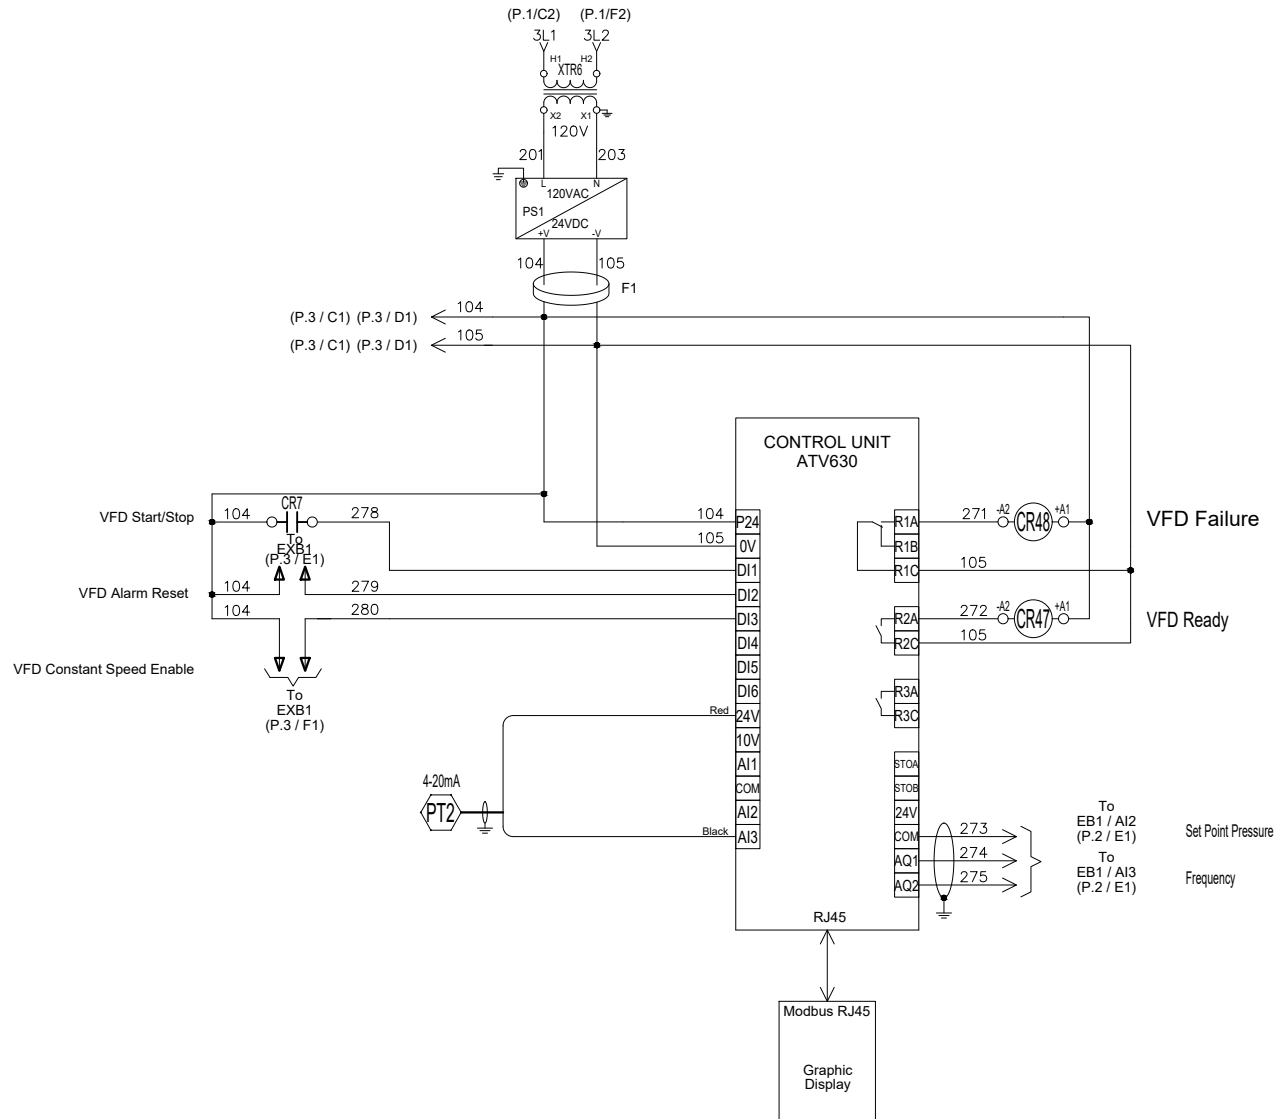 (P.1/C2) (P.1/F2)
3L1 3L2
H1 H2
XTR6
X2 X1
120V
201 203
L N
120VAC
PS1
24VDC
+V -V
104 105
F1
(P.3 / C1) (P.3 / D1) 104
(P.3 / C1) (P.3 / D1) 105
CONTROL UNIT
ATV630
VFD Start/Stop 104 CR7 278
To
EXB1
(P.3 / E1)
VFD Alarm Reset 104 279
104 280
VFD Constant Speed Enable
To
EXB1
(P.3 / F1)
104 P24
105 0V
DI1
DI2
DI3
DI4
DI5
DI6
Red 24V
10V
AI1
COM
AI2
Black AI3
4-20mA
PT2
R1A 271 -A2 CR48 +A1 VFD Failure
R1B
R1C 105
R2A 272 -A2 CR47 +A1 VFD Ready
R2C 105
R3A
R3C
STOA
STOB
24V
COM 273
AQ1 274
AQ2 275
To
EB1 / AI2
(P.2 / E1)
Set Point Pressure
To
EB1 / AI3
(P.2 / E1)
Frequency
RJ45
Modbus RJ45
Graphic
Display